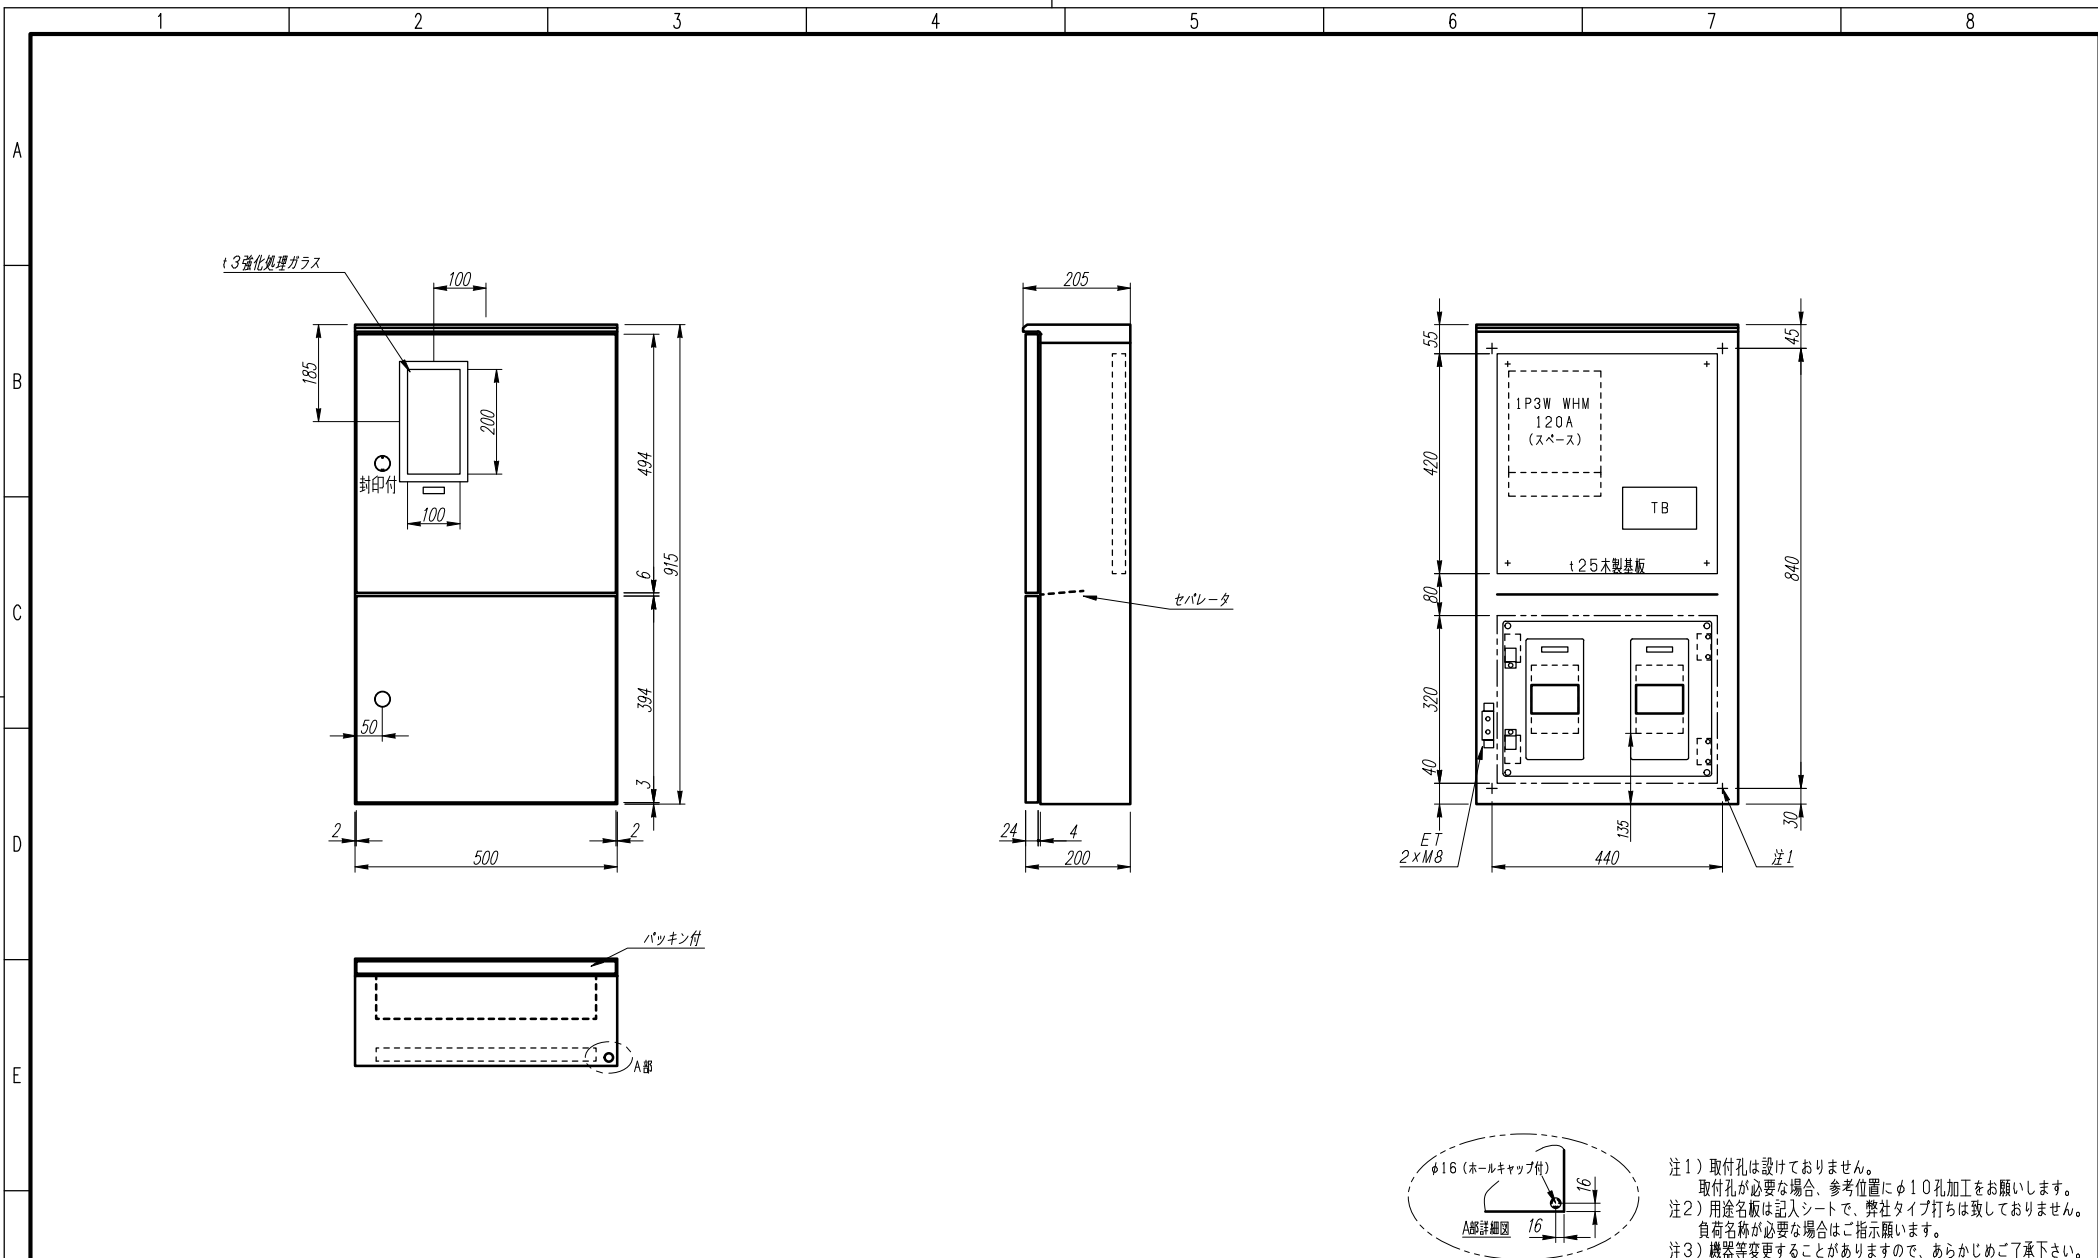 1 2 3 4 5 6 7 8
A
B
C
D
E
t3強化処理ガラス
100
185
200
封印付
100
494
6
915
394
3
50
2
2
500
205
セパレータ
24
4
200
55
45
1P3W WHM
120A
(スペース)
420
TB
t25木製基板
840
80
320
40
135
30
ET
2×M8
440
注1
パッキン付
A部
φ16(ホールキャップ付)
16
16
A部詳細図
注1)取付孔は設けておりません。
取付孔が必要な場合、参考位置にφ10孔加工をお願いします。
注2)用途名板は記入シートで、弊社タイプ打ちは致しておりません。
負荷名称が必要な場合はご指示願います。
注3)機器等変更することがありますので、あらかじめご了承下さい。